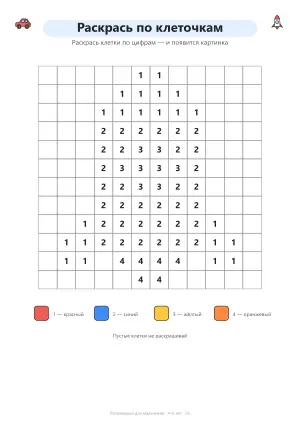 Раскрась по клеточкам
Раскрась клетки по цифрам — и появится картинка
1 1
1 1 1 1
1 1 1 1 1 1
2 2 2 2 2 2
2 2 3 3 2 2
2 3 3 3 3 2
2 2 3 3 2 2
2 2 2 2 2 2
1 2 2 2 2 2 2 1
1 1 2 2 2 2 2 2 1 1
1 1 4 4 4 4 1 1
4 4
1 — красный 2 — синий 3 — жёлтый 4 — оранжевый
Пустые клетки не раскрашивай